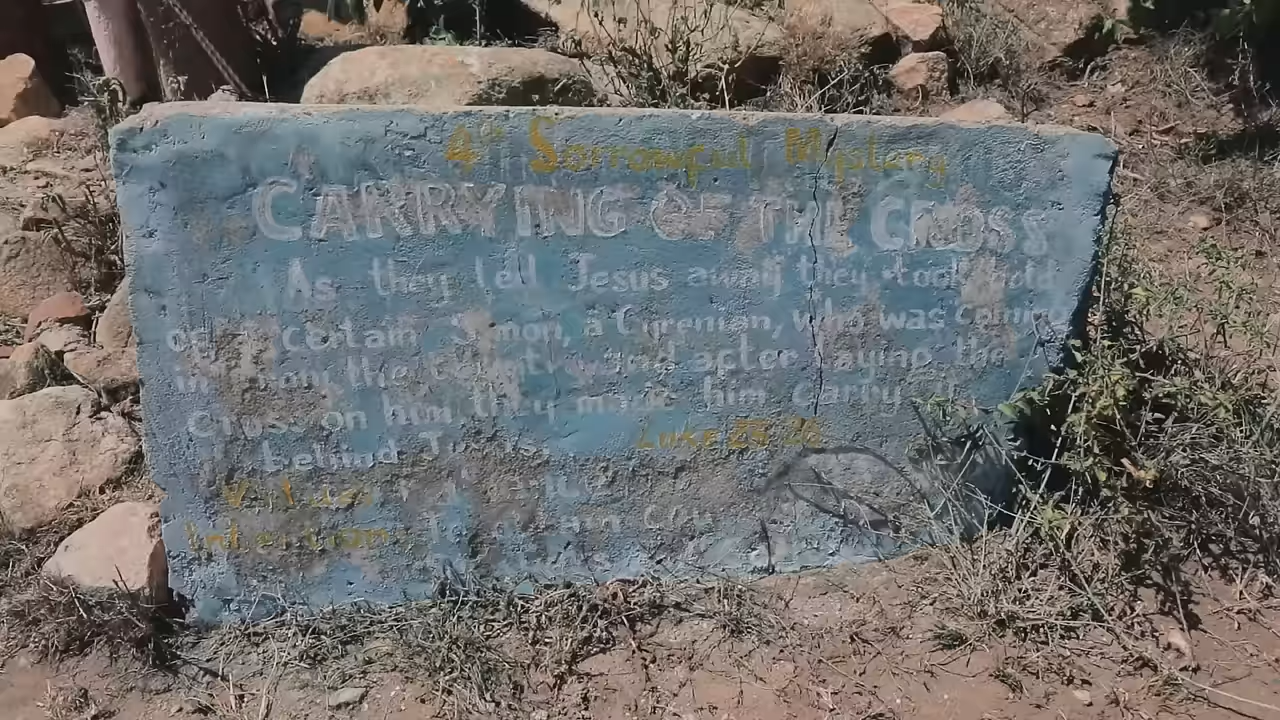 4th Sorrowful Mystery
CARRYING OF THE CROSS
As they led Jesus away they took hold
of a certain Simon, a Cyrenian, who was coming
in from the country and after laying the
Cross on him, they made him carry it
behind Jesus.
Luke
Virtue:
Intention: